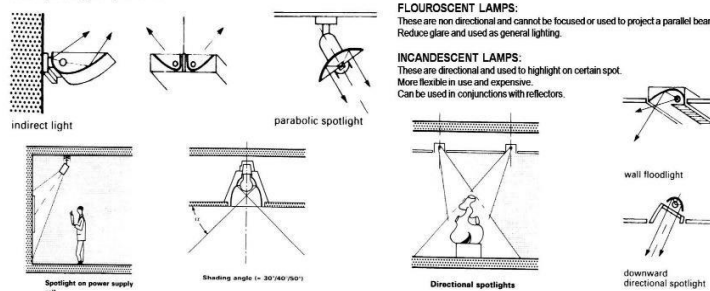 FLOUROSCENT LAMPS:
These are non directional and cannot be focused or used to project a parallel bear
Reduce glare and used as general lighting.
INCANDESCENT LAMPS:
These are directional and used to highlight on certain spot.
More flexible in use and expensive.
Can be used in conjunctions with reflectors.
indirect light
parabolic spotlight
wall floodlight
Spotlight on power supply
Shading angle (= 30°/40°/50°)
Directional spotlights
downward
directional spotlight